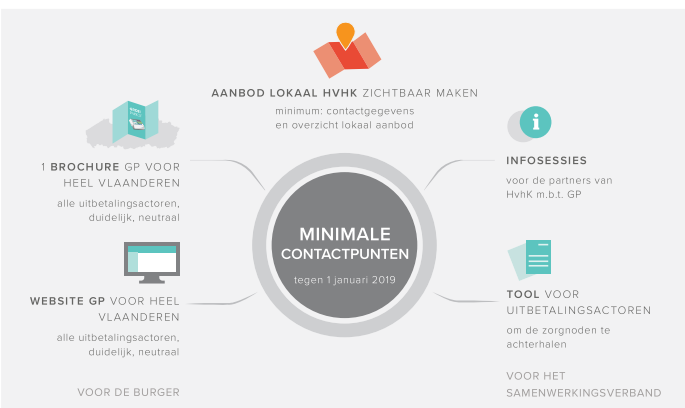 AANBOD LOKAAL HVHK ZICHTBAAR MAKEN
minimum: contactgegevens
en overzicht lokaal aanbod
1 BROCHURE GP VOOR
HEEL VLAANDEREN
alle uitbetalingsactoren,
duidelijk, neutraal
WEBSITE GP VOOR HEEL
VLAANDEREN
alle uitbetalingsactoren,
duidelijk, neutraal
VOOR DE BURGER
MINIMALE
CONTACTPUNTEN
tegen 1 januari 2019
i
INFOSESSIES
voor de partners van
HvhK m.b.t. GP
TOOL VOOR
UITBETALINGSACTOREN
om de zorgnoden te
achterhalen
VOOR HET
SAMENWERKINGSVERBAND